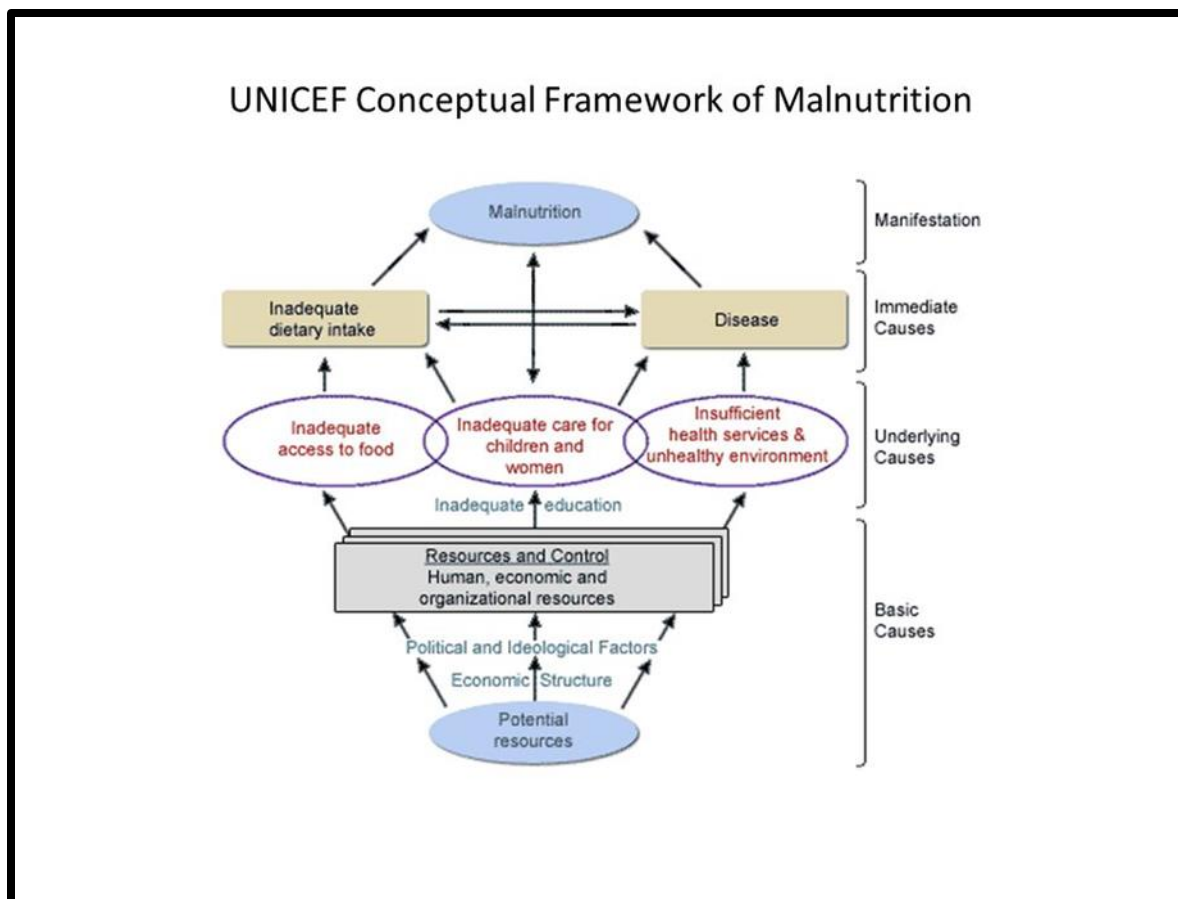 UNICEF Conceptual Framework of Malnutrition
Malnutrition
Manifestation
Inadequate
dietary intake
Disease
Immediate
Causes
Inadequate
access to food
Inadequate care for
children and
women
Insufficient
health services &
unhealthy environment
Underlying
Causes
Inadequate education
Resources and Control
Human, economic and
organizational resources
Basic
Causes
Political and Ideological Factors
Economic Structure
Potential
resources